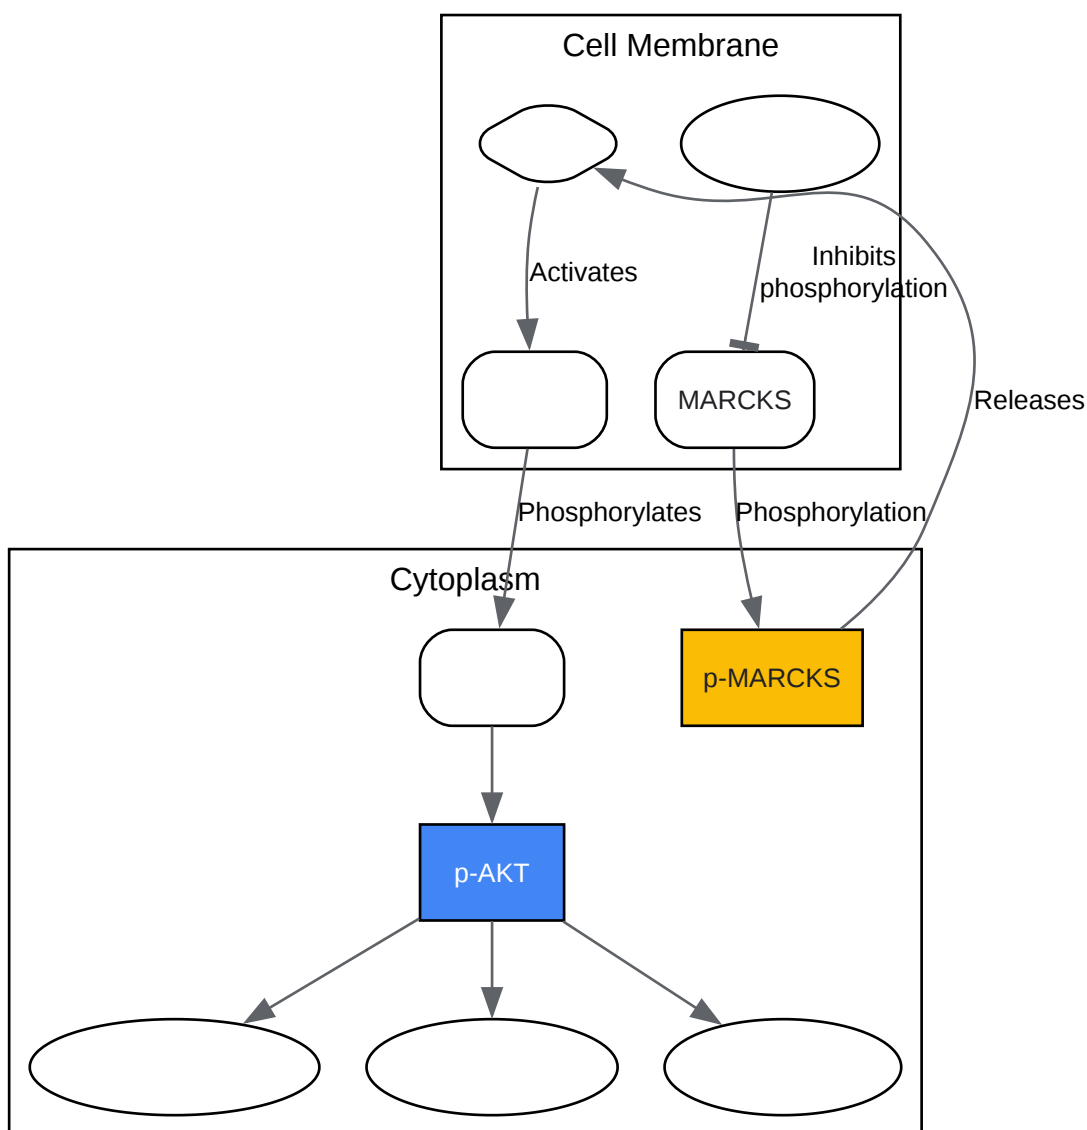 Cell Membrane
Activates
Inhibits
phosphorylation
MARCKS
Releases
Phosphorylates
Phosphorylation
Cytoplasm
p-MARCKS
p-AKT